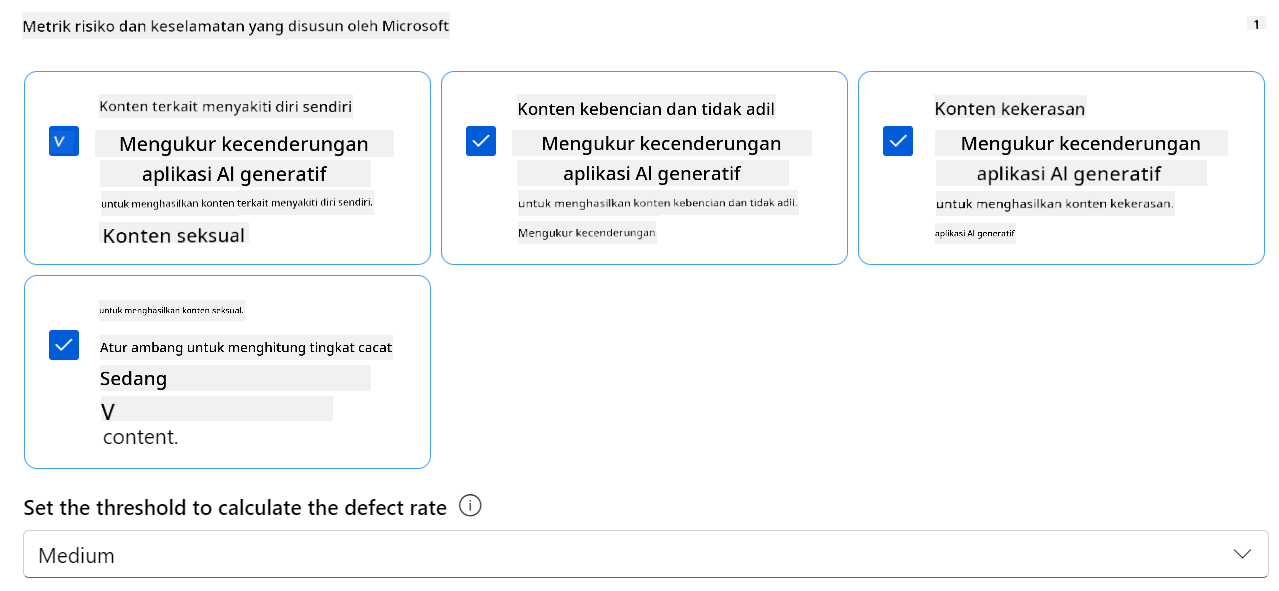 Metrik risiko dan keselamatan yang disusun oleh Microsoft
1
Konten terkait menyakiti diri sendiri
V
Mengukur kecenderungan
aplikasi AI generatif
untuk menghasilkan konten terkait menyakiti diri sendiri.
Konten seksual
Konten kebencian dan tidak adil
Mengukur kecenderungan
aplikasi AI generatif
untuk menghasilkan konten kebencian dan tidak adil.
Mengukur kecenderungan
Konten kekerasan
Mengukur kecenderungan
aplikasi AI generatif
untuk menghasilkan konten kekerasan.
aplikasi AI generatif
untuk menghasilkan konten seksual.
Atur ambang untuk menghitung tingkat cacat
Sedang
V
content.
Set the threshold to calculate the defect rate
Medium